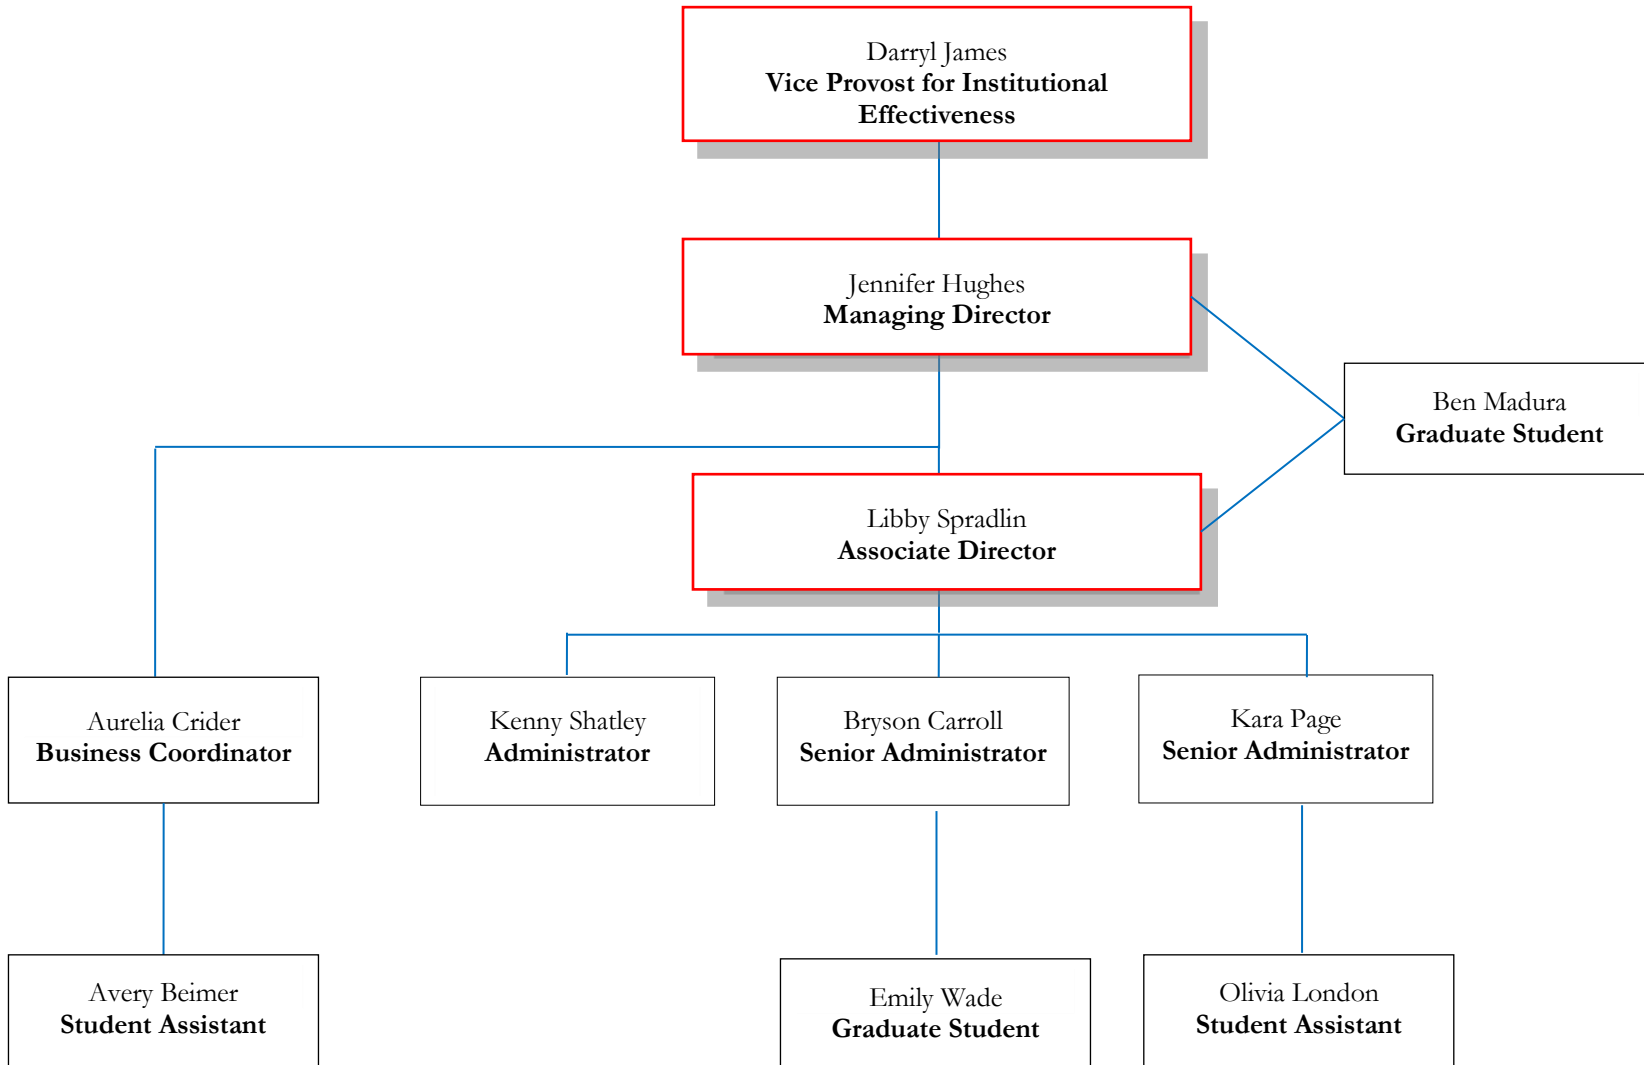 Darryl James
Vice Provost for Institutional
Effectiveness
Jennifer Hughes
Managing Director
Ben Madura
Graduate Student
Libby Spradlin
Associate Director
Aurelia Crider
Business Coordinator
Kenny Shatley
Administrator
Bryson Carroll
Senior Administrator
Kara Page
Senior Administrator
Avery Beimer
Student Assistant
Emily Wade
Graduate Student
Olivia London
Student Assistant